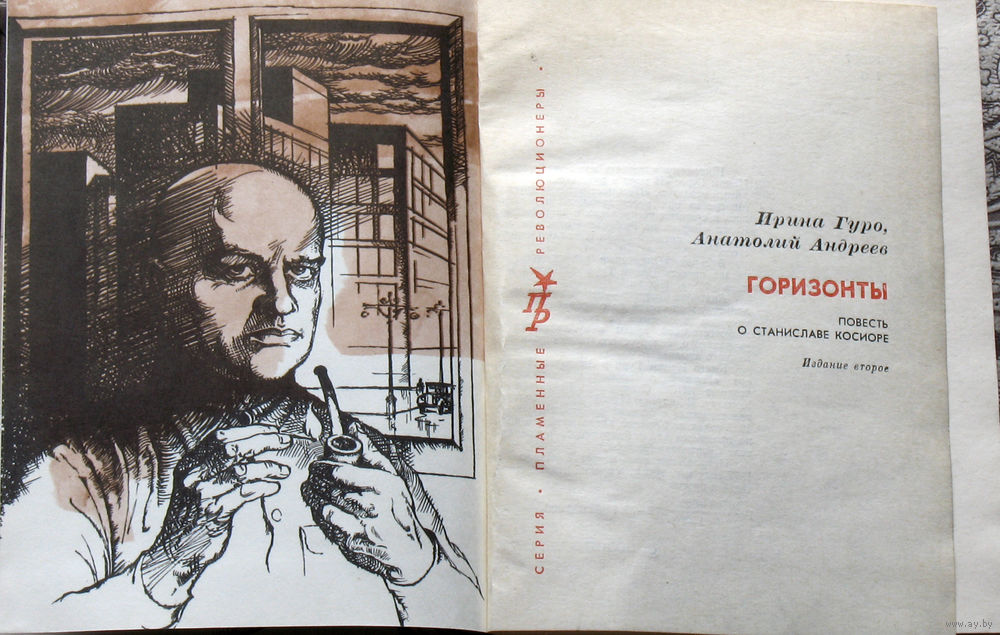 СЕРИЯ · ПЛАМЕННЫЕ РЕВОЛЮЦИОНЕРЫ ·
ПР
Ирина Гуро,
Анатолий Андреев
ГОРИЗОНТЫ
ПОВЕСТЬ
О СТАНИСЛАВЕ КОСИОРЕ
Издание второе
www.ay.by